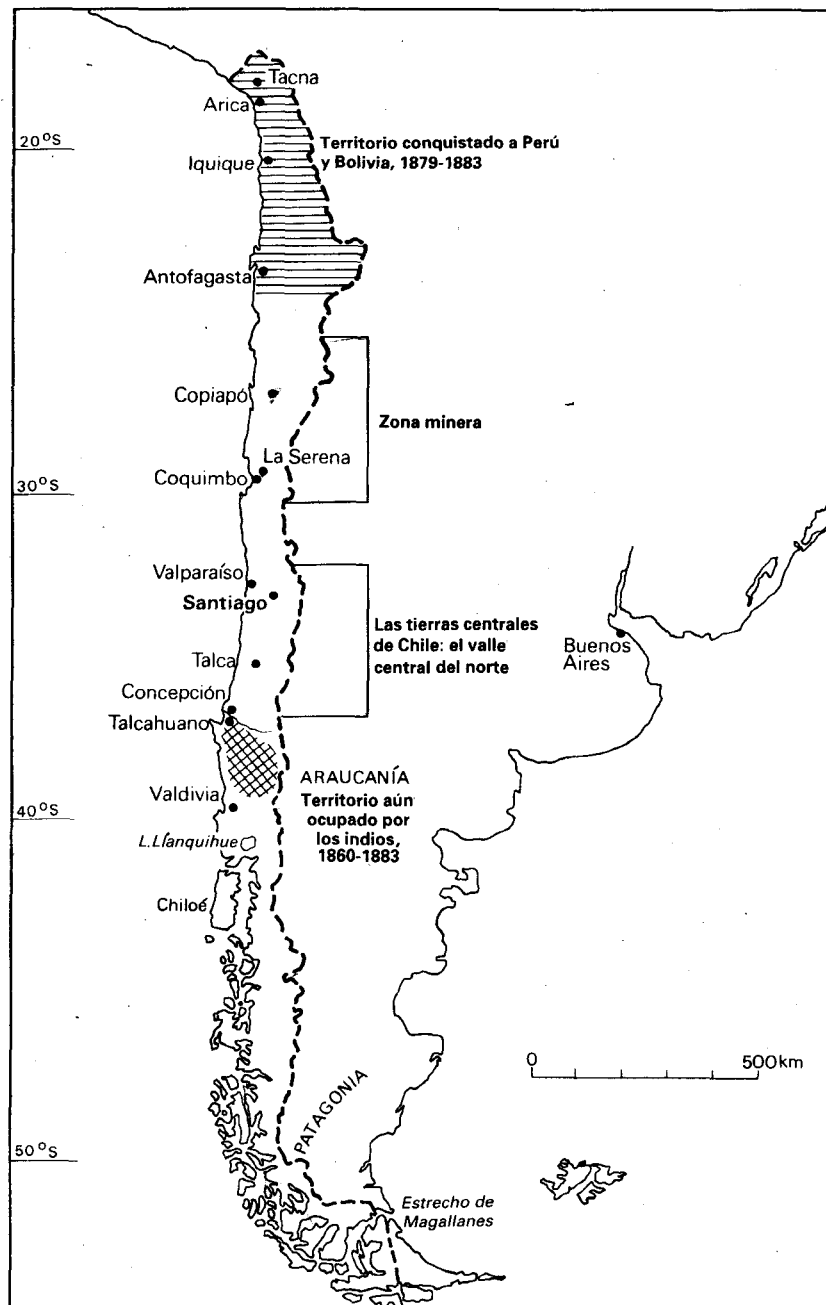 Tacna
Arica
20°S
Territorio conquistado a Perú
y Bolivia, 1879-1883
Iquique
Antofagasta
Copiapó
Zona minera
La Serena
Coquimbo
30°S
Valparaíso
Santiago
Las tierras centrales
de Chile: el valle
central del norte
Buenos
Aires
Talca
Concepción
Talcahuano
ARAUCANÍA
Territorio aún
ocupado por
los indios,
1860-1883
Valdivia
40°S
L.Llanquihue
Chiloé
0 500km
PATAGONIA
50°S
Estrecho de
Magallanes